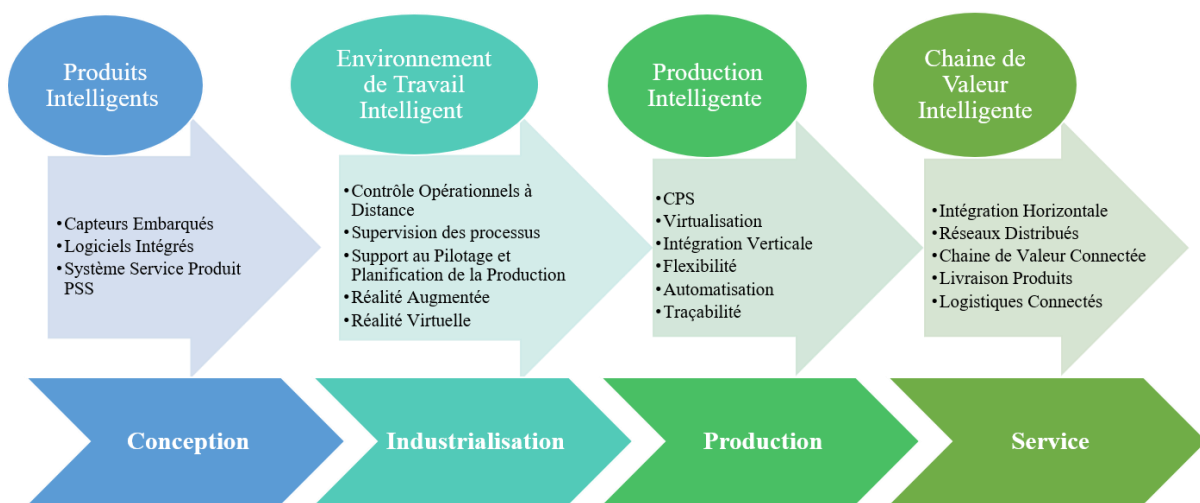 Produits
Intelligents
•Capteurs Embarqués
•Logiciels Intégrés
•Système Service Produit
PSS
Environnement
de Travail
Intelligent
•Contrôle Opérationnels à
Distance
•Supervision des processus
•Support au Pilotage et
Planification de la Production
•Réalité Augmentée
•Réalité Virtuelle
Production
Intelligente
•CPS
•Virtualisation
•Intégration Verticale
•Flexibilité
•Automatisation
•Traçabilité
Chaine de
Valeur
Intelligente
•Intégration Horizontale
•Réseaux Distribués
•Chaine de Valeur Connectée
•Livraison Produits
•Logistiques Connectés
Conception
Industrialisation
Production
Service